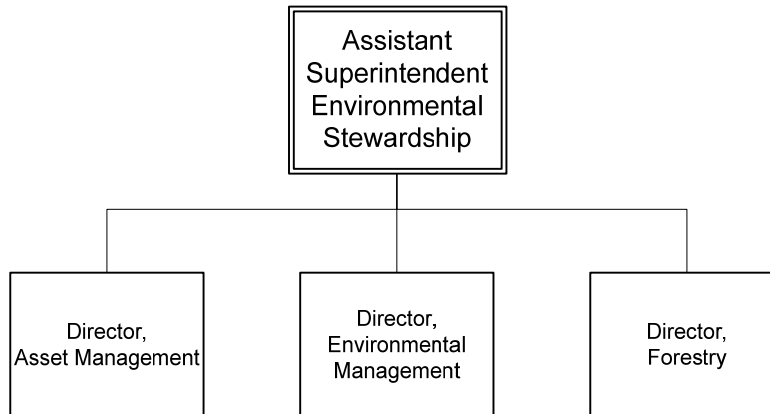 Assistant
Superintendent
Environmental
Stewardship
Director,
Asset Management
Director,
Environmental
Management
Director,
Forestry